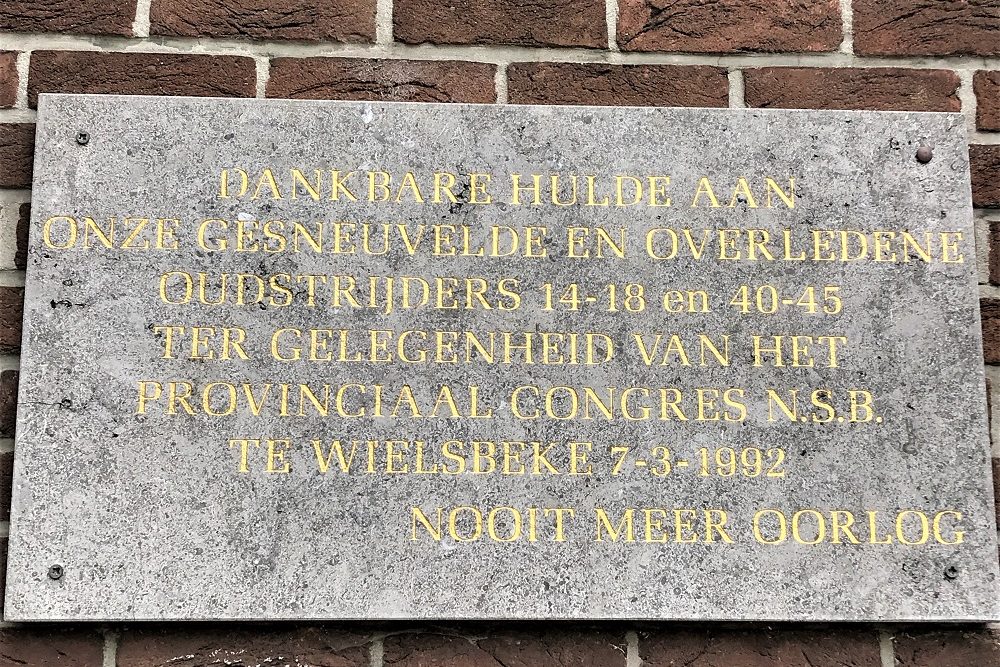 DANKBARE HULDE AAN
ONZE GESNEUVELDE EN OVERLEDENE
OUDSTRIJDERS 14-18 en 40-45
TER GELEGENHEID VAN HET
PROVINCIAAL CONGRES N.S.B.
TE WIELSBEKE 7-3-1992
NOOIT MEER OORLOG